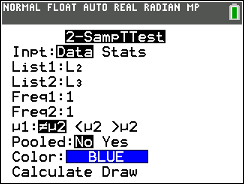 NORMAL FLOAT AUTO REAL RADIAN MP
2-SampTTest
Inpt:Data Stats
List1:L₂
List2:L₃
Freq1:1
Freq2:1
μ1:≠μ2 <μ2 >μ2
Pooled:No Yes
Color: BLUE
Calculate Draw